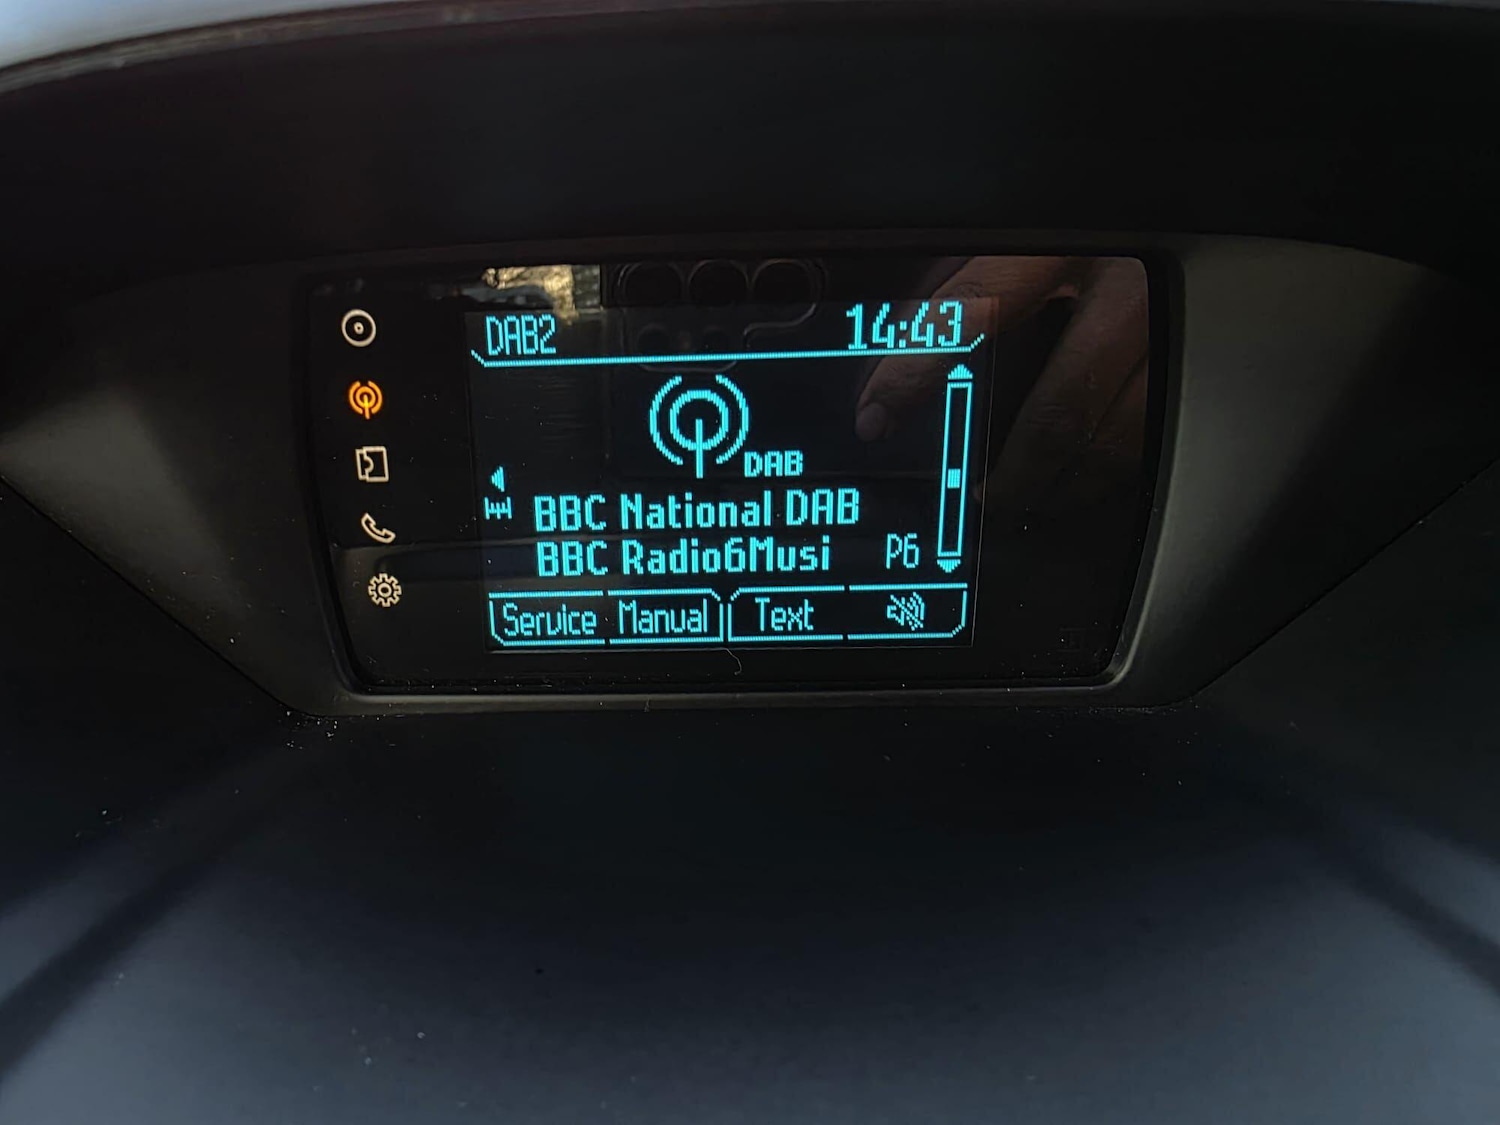 DAB2 14:43
DAB
BBC National DAB
BBC Radio6Musi P6
Service Manual Text